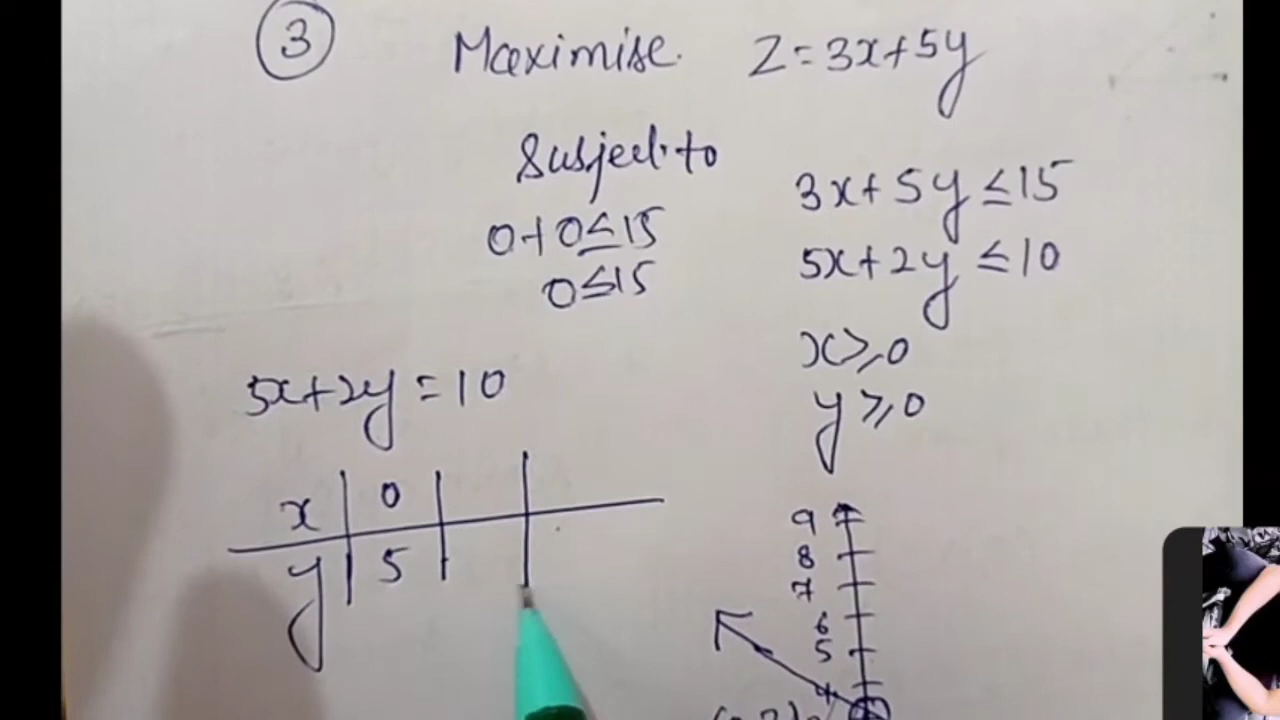 3 Maximise. Z=3x+5y
Subject to
3x+5y≤15
0+0≤15
5x+2y≤10
0≤15
x≥0
5x+2y=10
y≥0
x 0
y 5
9
8
7
6
5
4